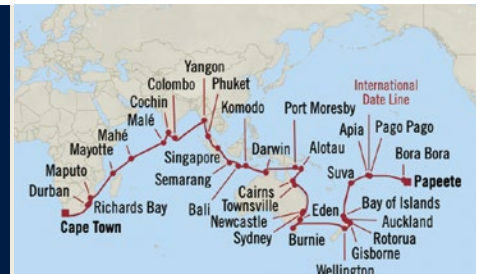 Yangon
Colombo
Phuket
International
Date Line
Cochin
Komodo
Port Moresby
Malé
Apia
Pago Pago
Mahé
Darwin
Alotau
Bora Bora
Mayotte
Singapore
Suva
Papeete
Maputo
Semarang
Cairns
Durban
Townsville
Eden
Bay of Islands
Richards Bay
Bali
Newcastle
Auckland
Cape Town
Sydney
Burnie
Rotorua
Gisborne
Wellington